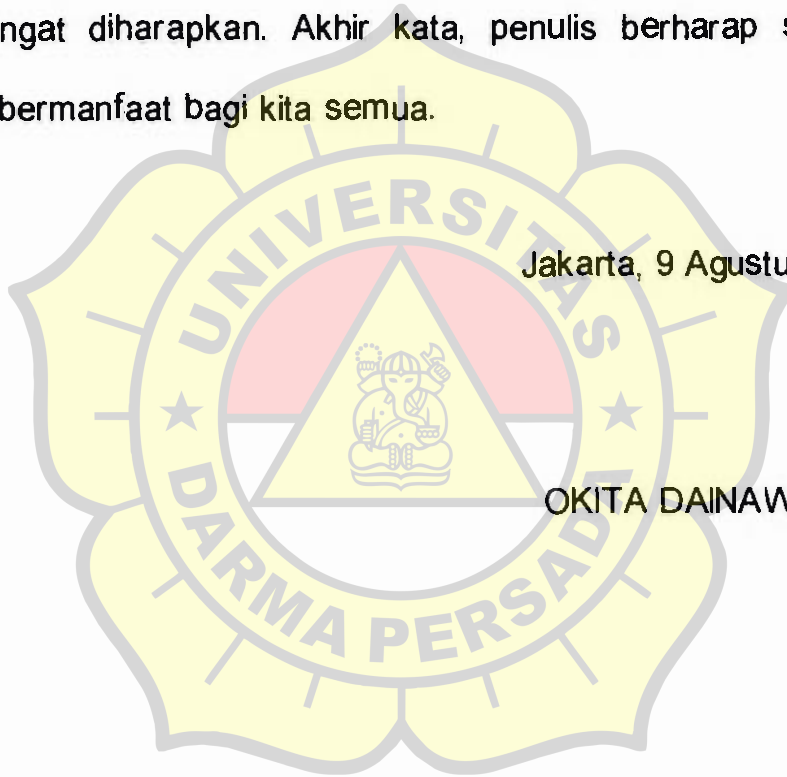 ngat diharapkan. Akhir kata, penulis berharap s
bermanfaat bagi kita semua.
UNIVERSITAS
Jakarta, 9 Agustu
OKITA DAINAW
DARMA PERSADA